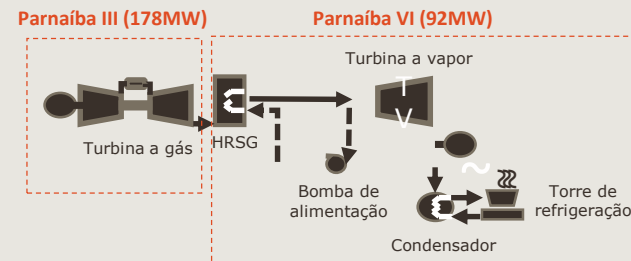 Parnaíba III (178MW)
Parnaíba VI (92MW)
Turbina a vapor
T
V
Turbina a gás
HRSG
Bomba de
alimentação
Torre de
refrigeração
Condensador